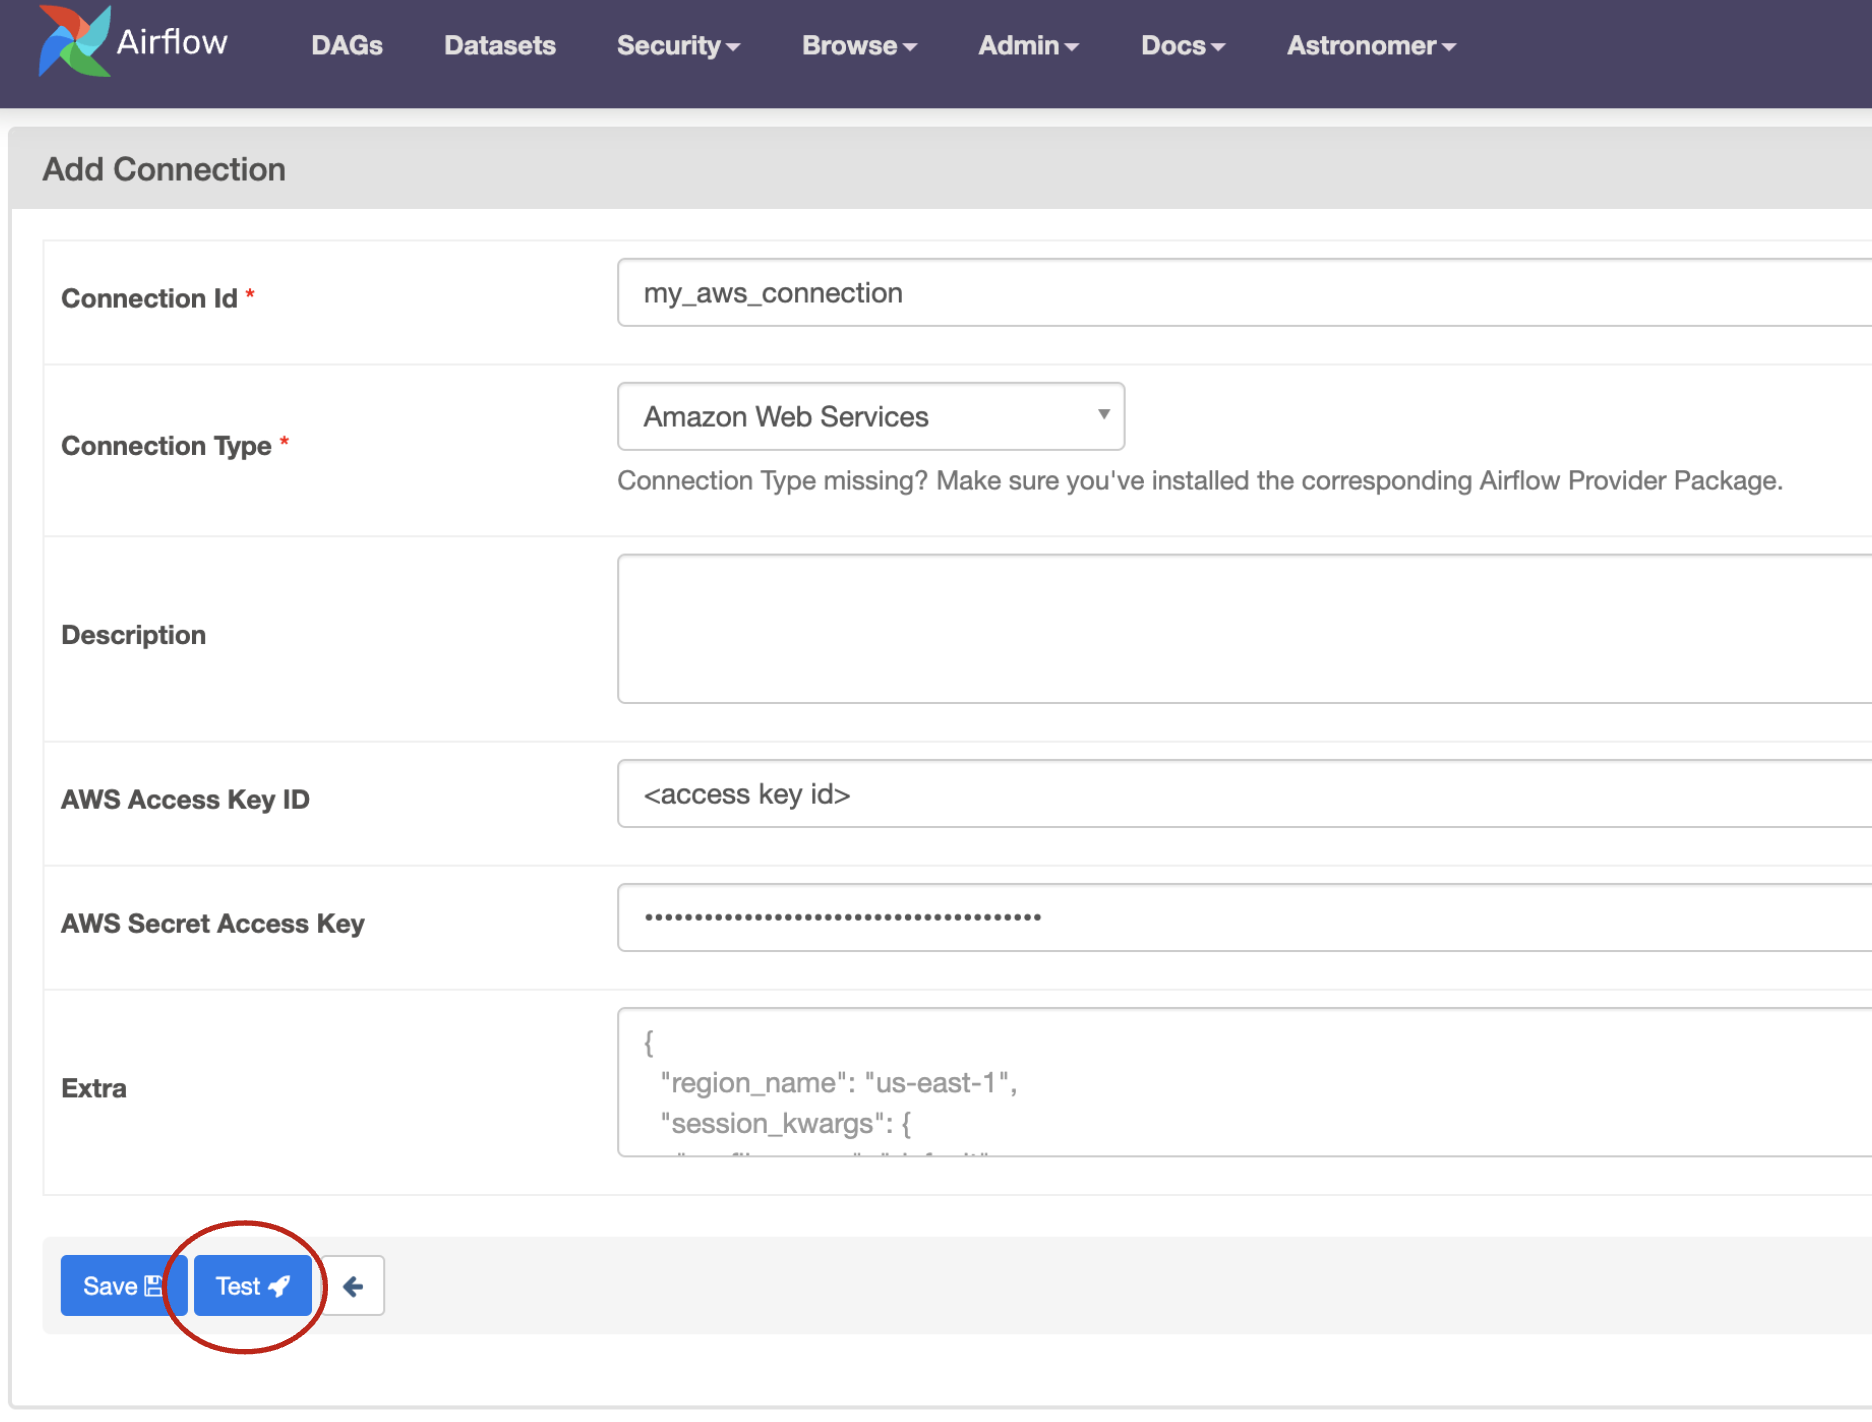 Airflow DAGs Datasets Security Browse Admin Docs Astronomer
Add Connection
Connection Id * my_aws_connection
Connection Type * Amazon Web Services
Connection Type missing? Make sure you've installed the corresponding Airflow Provider Package.
Description
AWS Access Key ID <access key id>
AWS Secret Access Key ••••••••••••••••••••••••••••••••••••••••
Extra
{
"region_name": "us-east-1",
"session_kwargs": {
Save Test